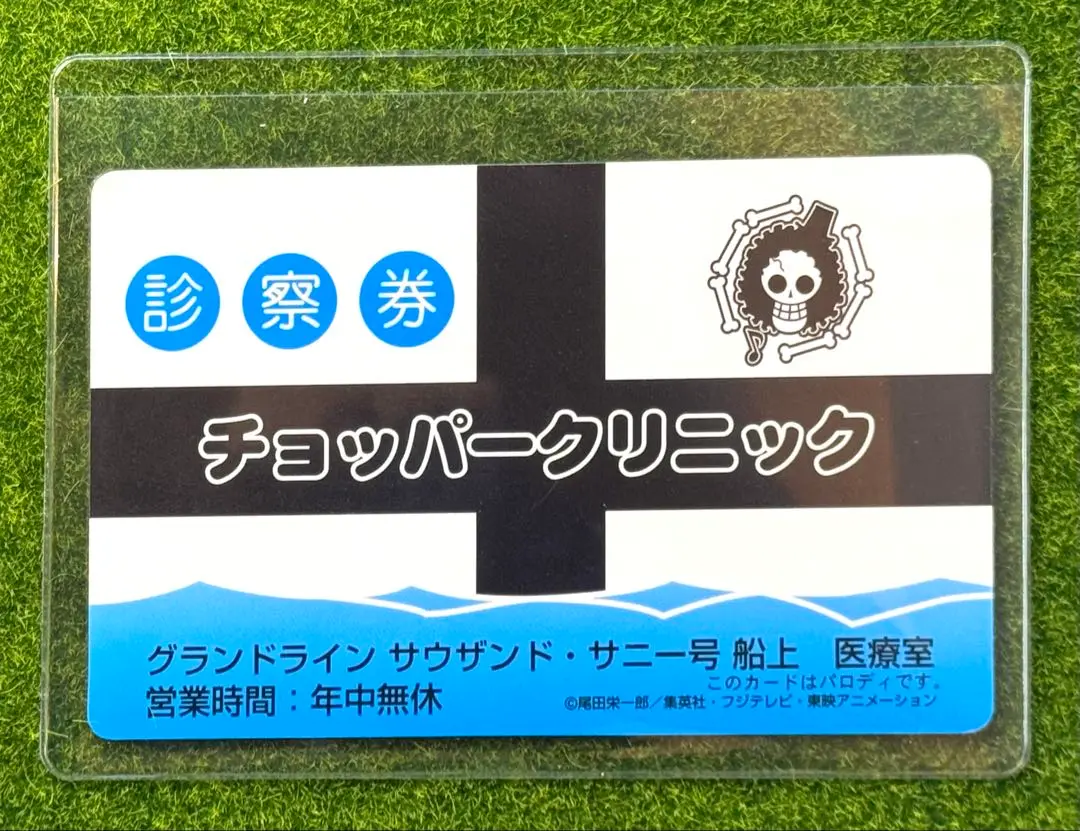 診察券
チョッパークリニック
グランドライン サウザンド・サニー号 船上　医療室
このカードはパロディです。
営業時間：年中無休
©尾田栄一郎／集英社・フジテレビ・東映アニメーション